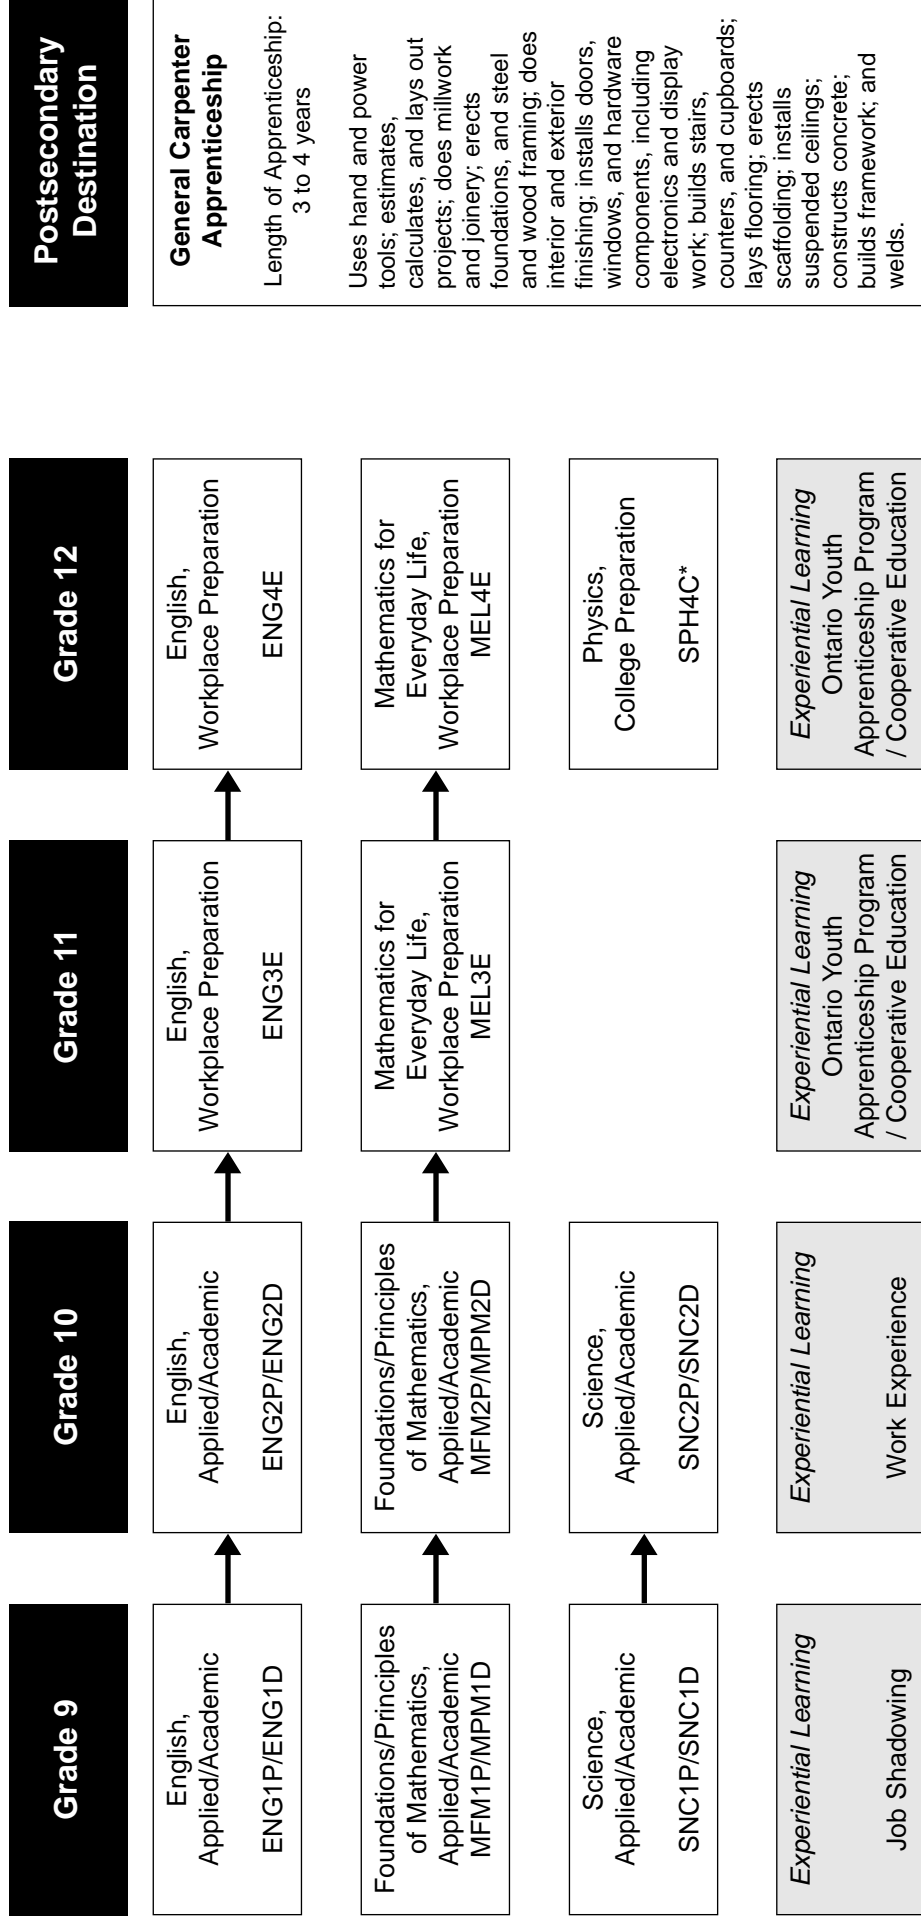 Grade 9
Grade 10
Grade 11
Grade 12
Postsecondary
Destination
English,
Applied/Academic
ENG1P/ENG1D
English,
Applied/Academic
ENG2P/ENG2D
English,
Workplace Preparation
ENG3E
English,
Workplace Preparation
ENG4E
Foundations/Principles
of Mathematics,
Applied/Academic
MFM1P/MPM1D
Foundations/Principles
of Mathematics,
Applied/Academic
MFM2P/MPM2D
Mathematics for
Everyday Life,
Workplace Preparation
MEL3E
Mathematics for
Everyday Life,
Workplace Preparation
MEL4E
Science,
Applied/Academic
SNC1P/SNC1D
Science,
Applied/Academic
SNC2P/SNC2D
Physics,
College Preparation
SPH4C*
Experiential Learning
Job Shadowing
Experiential Learning
Work Experience
Experiential Learning
Ontario Youth
Apprenticeship Program
/ Cooperative Education
Experiential Learning
Ontario Youth
Apprenticeship Program
/ Cooperative Education
General Carpenter
Apprenticeship
Length of Apprenticeship:
3 to 4 years
Uses hand and power
tools; estimates,
calculates, and lays out
projects; does millwork
and joinery; erects
foundations, and steel
and wood framing; does
interior and exterior
finishing; installs doors,
windows, and hardware
components, including
electronics and display
work; builds stairs,
counters, and cupboards;
lays flooring; erects
scaffolding; installs
suspended ceilings;
constructs concrete;
builds framework; and
welds.